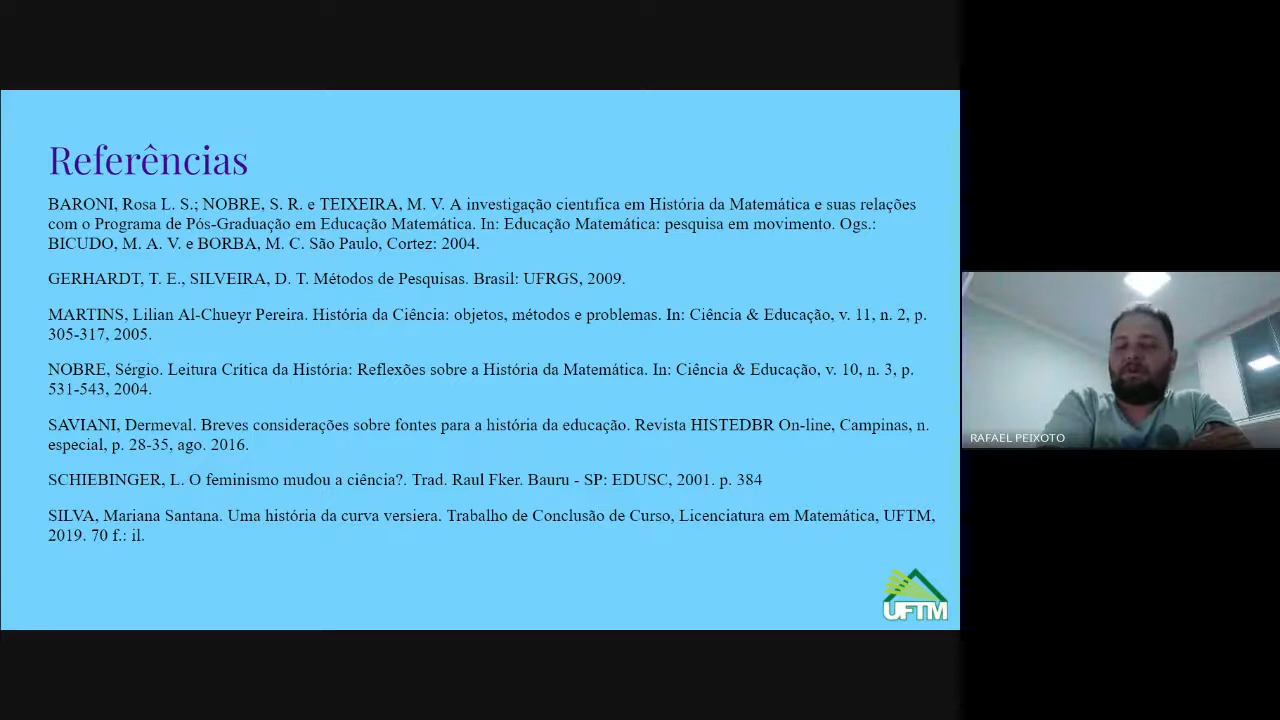 Referências
BARONI, Rosa L. S.; NOBRE, S. R. e TEIXEIRA, M. V. A investigação científica em História da Matemática e suas relações
com o Programa de Pós-Graduação em Educação Matemática. In: Educação Matemática: pesquisa em movimento. Ogs.:
BICUDO, M. A. V. e BORBA, M. C. São Paulo, Cortez: 2004.
GERHARDT, T. E., SILVEIRA, D. T. Métodos de Pesquisas. Brasil: UFRGS, 2009.
MARTINS, Lilian Al-Chueyr Pereira. História da Ciência: objetos, métodos e problemas. In: Ciência & Educação, v. 11, n. 2, p.
305-317, 2005.
NOBRE, Sérgio. Leitura Crítica da História: Reflexões sobre a História da Matemática. In: Ciência & Educação, v. 10, n. 3, p.
531-543, 2004.
SAVIANI, Dermeval. Breves considerações sobre fontes para a história da educação. Revista HISTEDBR On-line, Campinas, n.
especial, p. 28-35, ago. 2016.
SCHIEBINGER, L. O feminismo mudou a ciência?. Trad. Raul Fker. Bauru - SP: EDUSC, 2001. p. 384
SILVA, Mariana Santana. Uma história da curva versiera. Trabalho de Conclusão de Curso, Licenciatura em Matemática, UFTM,
2019. 70 f.: il.
UFTM
RAFAEL PEIXOTO